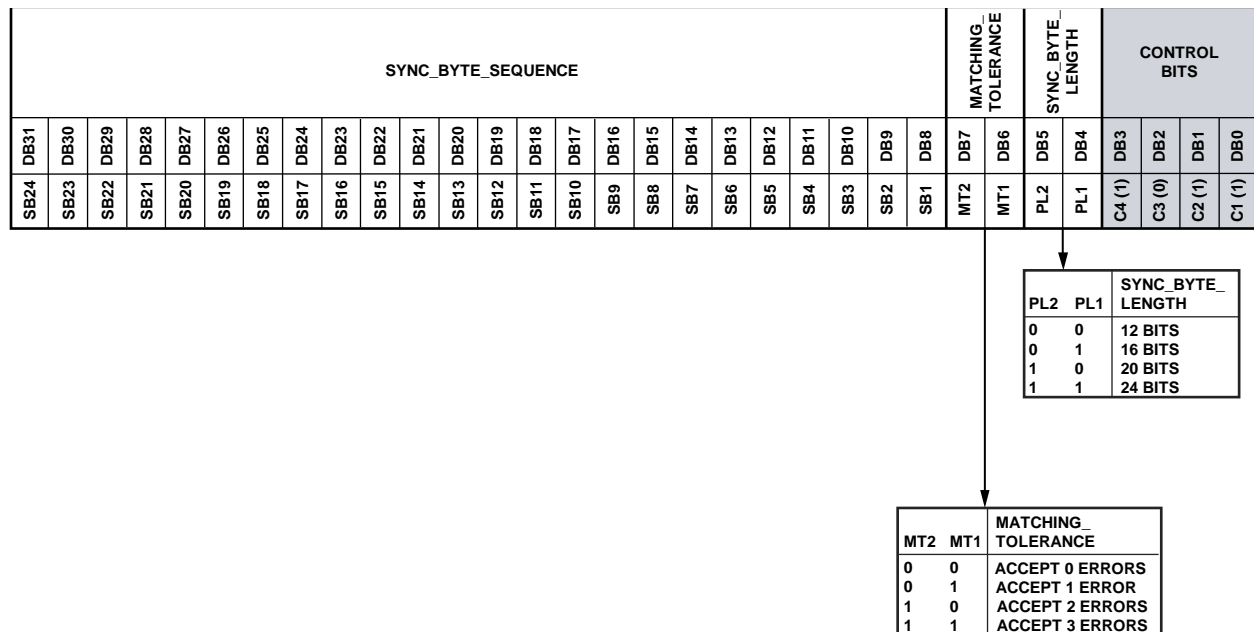 SYNC_BYTE_SEQUENCE
MATCHING_
TOLERANCE
SYNC_BYTE_
LENGTH
CONTROL
BITS
DB31 DB30 DB29 DB28 DB27 DB26 DB25 DB24 DB23 DB22 DB21 DB20 DB19 DB18 DB17 DB16 DB15 DB14 DB13 DB12 DB11 DB10 DB9 DB8 DB7 DB6 DB5 DB4 DB3 DB2 DB1 DB0
SB24 SB23 SB22 SB21 SB20 SB19 SB18 SB17 SB16 SB15 SB14 SB13 SB12 SB11 SB10 SB9 SB8 SB7 SB6 SB5 SB4 SB3 SB2 SB1 MT2 MT1 PL2 PL1 C4 (1) C3 (0) C2 (1) C1 (1)
SYNC_BYTE_
PL2 PL1 LENGTH
0 0 12 BITS
0 1 16 BITS
1 0 20 BITS
1 1 24 BITS
MATCHING_
MT2 MT1 TOLERANCE
0 0 ACCEPT 0 ERRORS
0 1 ACCEPT 1 ERROR
1 0 ACCEPT 2 ERRORS
1 1 ACCEPT 3 ERRORS